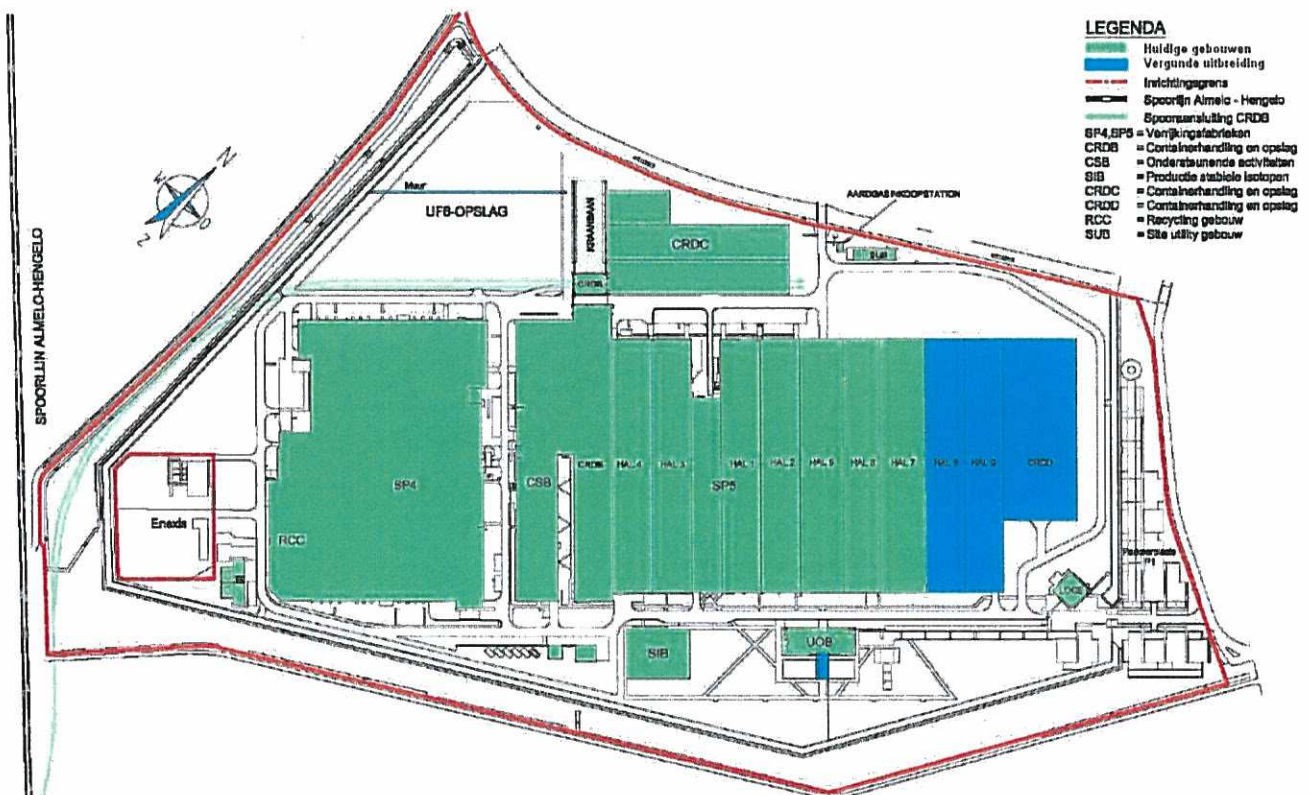 LEGENDA
Huidige gebouwen
Vergunde uitbreiding
Inrichtingsgrens
Spoorlijn Almelo - Hengelo
Spooraansluiting CRDB
SP4,SP5 = Verrijkingsfabrieken
CRDB = Containerhandling en opslag
CSB = Ondersteunende activiteiten
SIB = Productie stabiele isotopen
CRDC = Containerhandling en opslag
CRDD = Containerhandling en opslag
RCC = Recycling gebouw
SUB = Site utility gebouw
N
W
O
Z
SPOORLIJN ALMELO-HENGELO
Muur
UF6-OPSLAG
KRAANBAAN
AARDGASINKOOPSTATION
CRDC
SUB
CRDB
SP4
RCC
Enexis
CSB
CRDB
HAL 4
HAL 3
SP5
HAL 1
HAL 2
HAL 5
HAL 6
HAL 7
HAL 8
HAL 9
CRDD
P1
LOGE
SIB
UOB